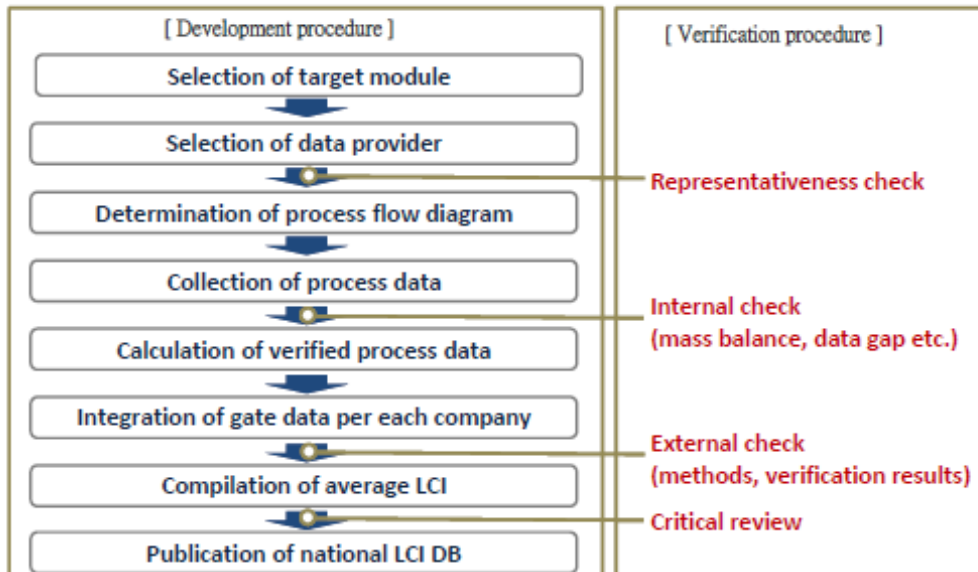 [ Development procedure ]
Selection of target module
Selection of data provider
Determination of process flow diagram
Collection of process data
Calculation of verified process data
Integration of gate data per each company
Compilation of average LCI
Publication of national LCI DB
[ Verification procedure ]
Representativeness check
Internal check
(mass balance, data gap etc.)
External check
(methods, verification results)
Critical review